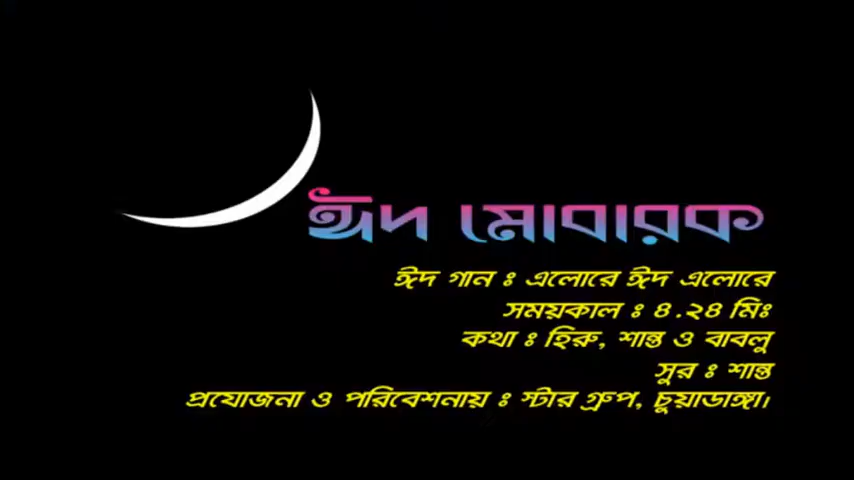 ঈদ মোবারক
ঈদ গান ঃ এলোরে ঈদ এলোরে
সময়কাল ঃ ৪.২৪ মিঃ
কথা ঃ হিরু, শান্ত ও বাবলু
সুর ঃ শান্ত
প্রযোজনা ও পরিবেশনায় ঃ স্টার গ্রুপ, চুয়াডাঙ্গা।